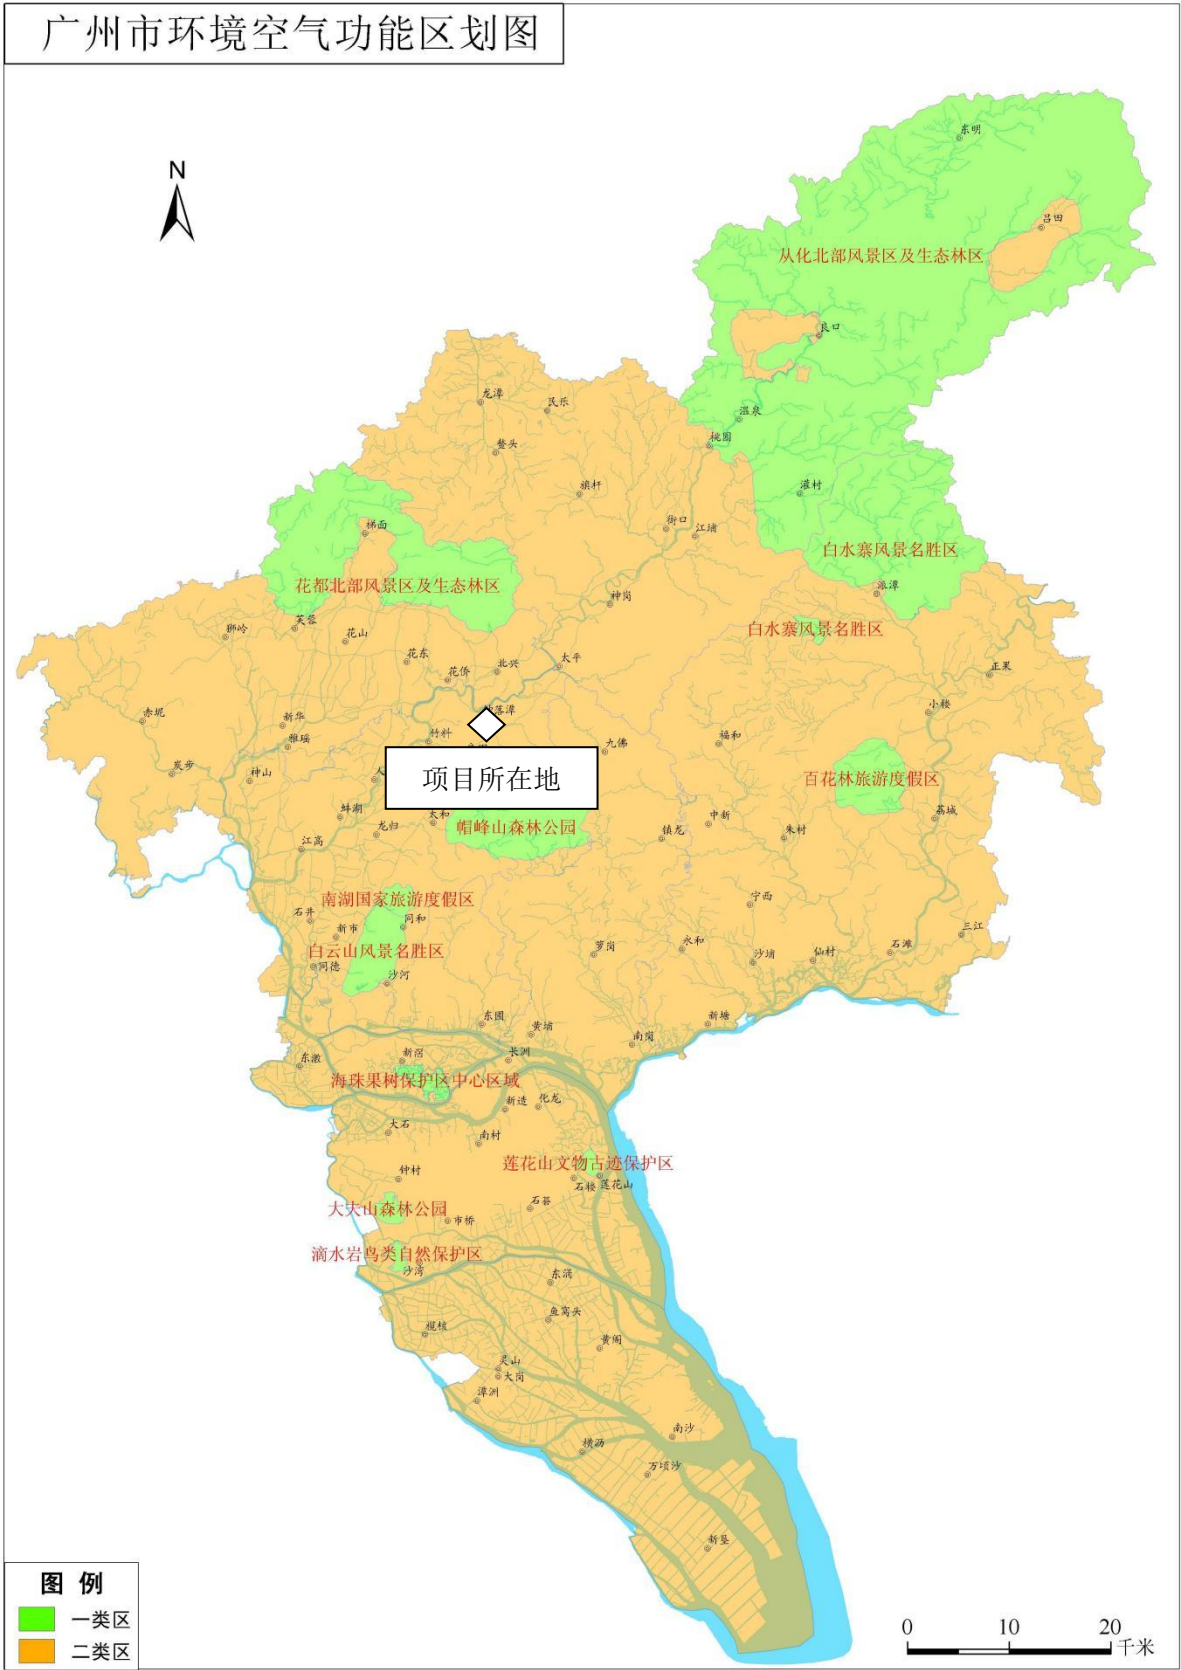 广州市环境空气功能区划图
N
东明
吕田
从化北部风景区及生态林区
良口
龙潭
民乐
温泉
鳌头
桃园
旗杆
灌村
街口
江埔
梯面
白水寨风景名胜区
花都北部风景区及生态林区
派潭
神岗
芙蓉
狮岭
花山
白水寨风景名胜区
花东
北兴
太平
花侨
正果
赤坭
新华
落潭
小楼
雅瑶
竹料
九佛
福和
炭步
神山
人
项目所在地
百花林旅游度假区
蚌湖
龙归
太和
帽峰山森林公园
镇龙
中新
朱村
荔城
江高
南湖国家旅游度假区
宁西
石井
新市
同和
三江
白云山风景名胜区
萝岗
永和
石滩
同德
沙河
沙埔
仙村
东圃
黄埔
新塘
南岗
东漖
新滘
长洲
海珠果树保护区中心区域
新造
化龙
大石
南村
莲花山文物古迹保护区
钟村
石楼
莲花山
大夫山森林公园
市桥
石碁
滴水岩鸟类自然保护区
沙湾
东涌
鱼窝头
榄核
黄阁
灵山
大岗
潭洲
南沙
横沥
万顷沙
新垦
图 例
一类区
二类区
0 10 20
千米